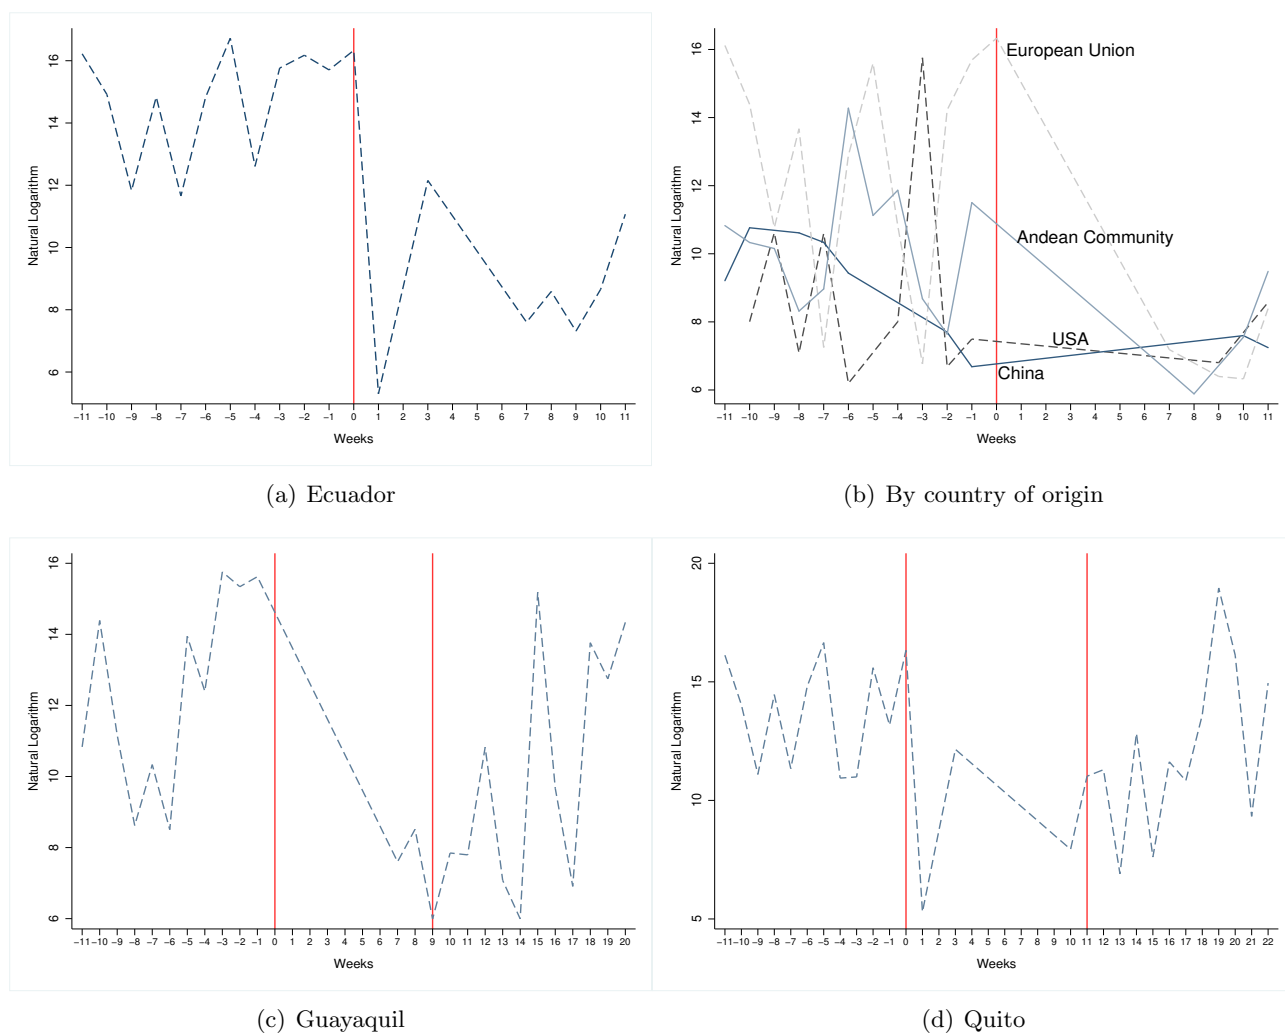 16
14
12
10
8
6
Natural Logarithm
−11 −10 −9 −8 −7 −6 −5 −4 −3 −2 −1 0 1 2 3 4 5 6 7 8 9 10 11
Weeks
(a) Ecuador
16
14
12
10
8
6
Natural Logarithm
European Union
Andean Community
USA
China
−11 −10 −9 −8 −7 −6 −5 −4 −3 −2 −1 0 1 2 3 4 5 6 7 8 9 10 11
Weeks
(b) By country of origin
16
14
12
10
8
6
Natural Logarithm
−11 −10 −9 −8 −7 −6 −5 −4 −3 −2 −1 0 1 2 3 4 5 6 7 8 9 10 11 12 13 14 15 16 17 18 19 20
Weeks
(c) Guayaquil
20
15
10
5
Natural Logarithm
−11 −10 −9 −8 −7 −6 −5 −4 −3 −2 −1 0 1 2 3 4 5 6 7 8 9 10 11 12 13 14 15 16 17 18 19 20 21 22
Weeks
(d) Quito